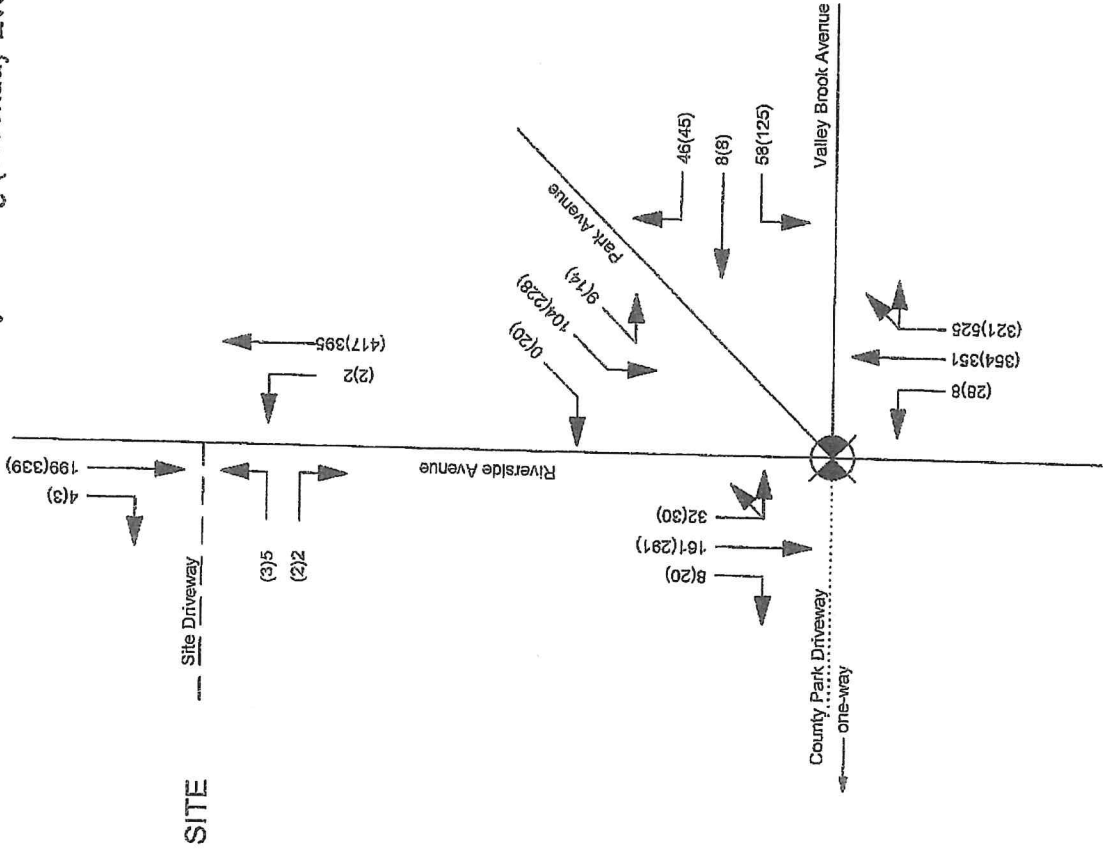 199(339)
4(3)
(417)395
(2)2
SITE
Site Driveway
(3)5
(2)2
Riverside Avenue
Park Avenue
9(14)
104(228)
0(20)
46(45)
8(8)
58(125)
Valley Brook Avenue
32(30)
161(291)
8(20)
County Park Driveway
one-way
(28)8
(354)351
(321)525